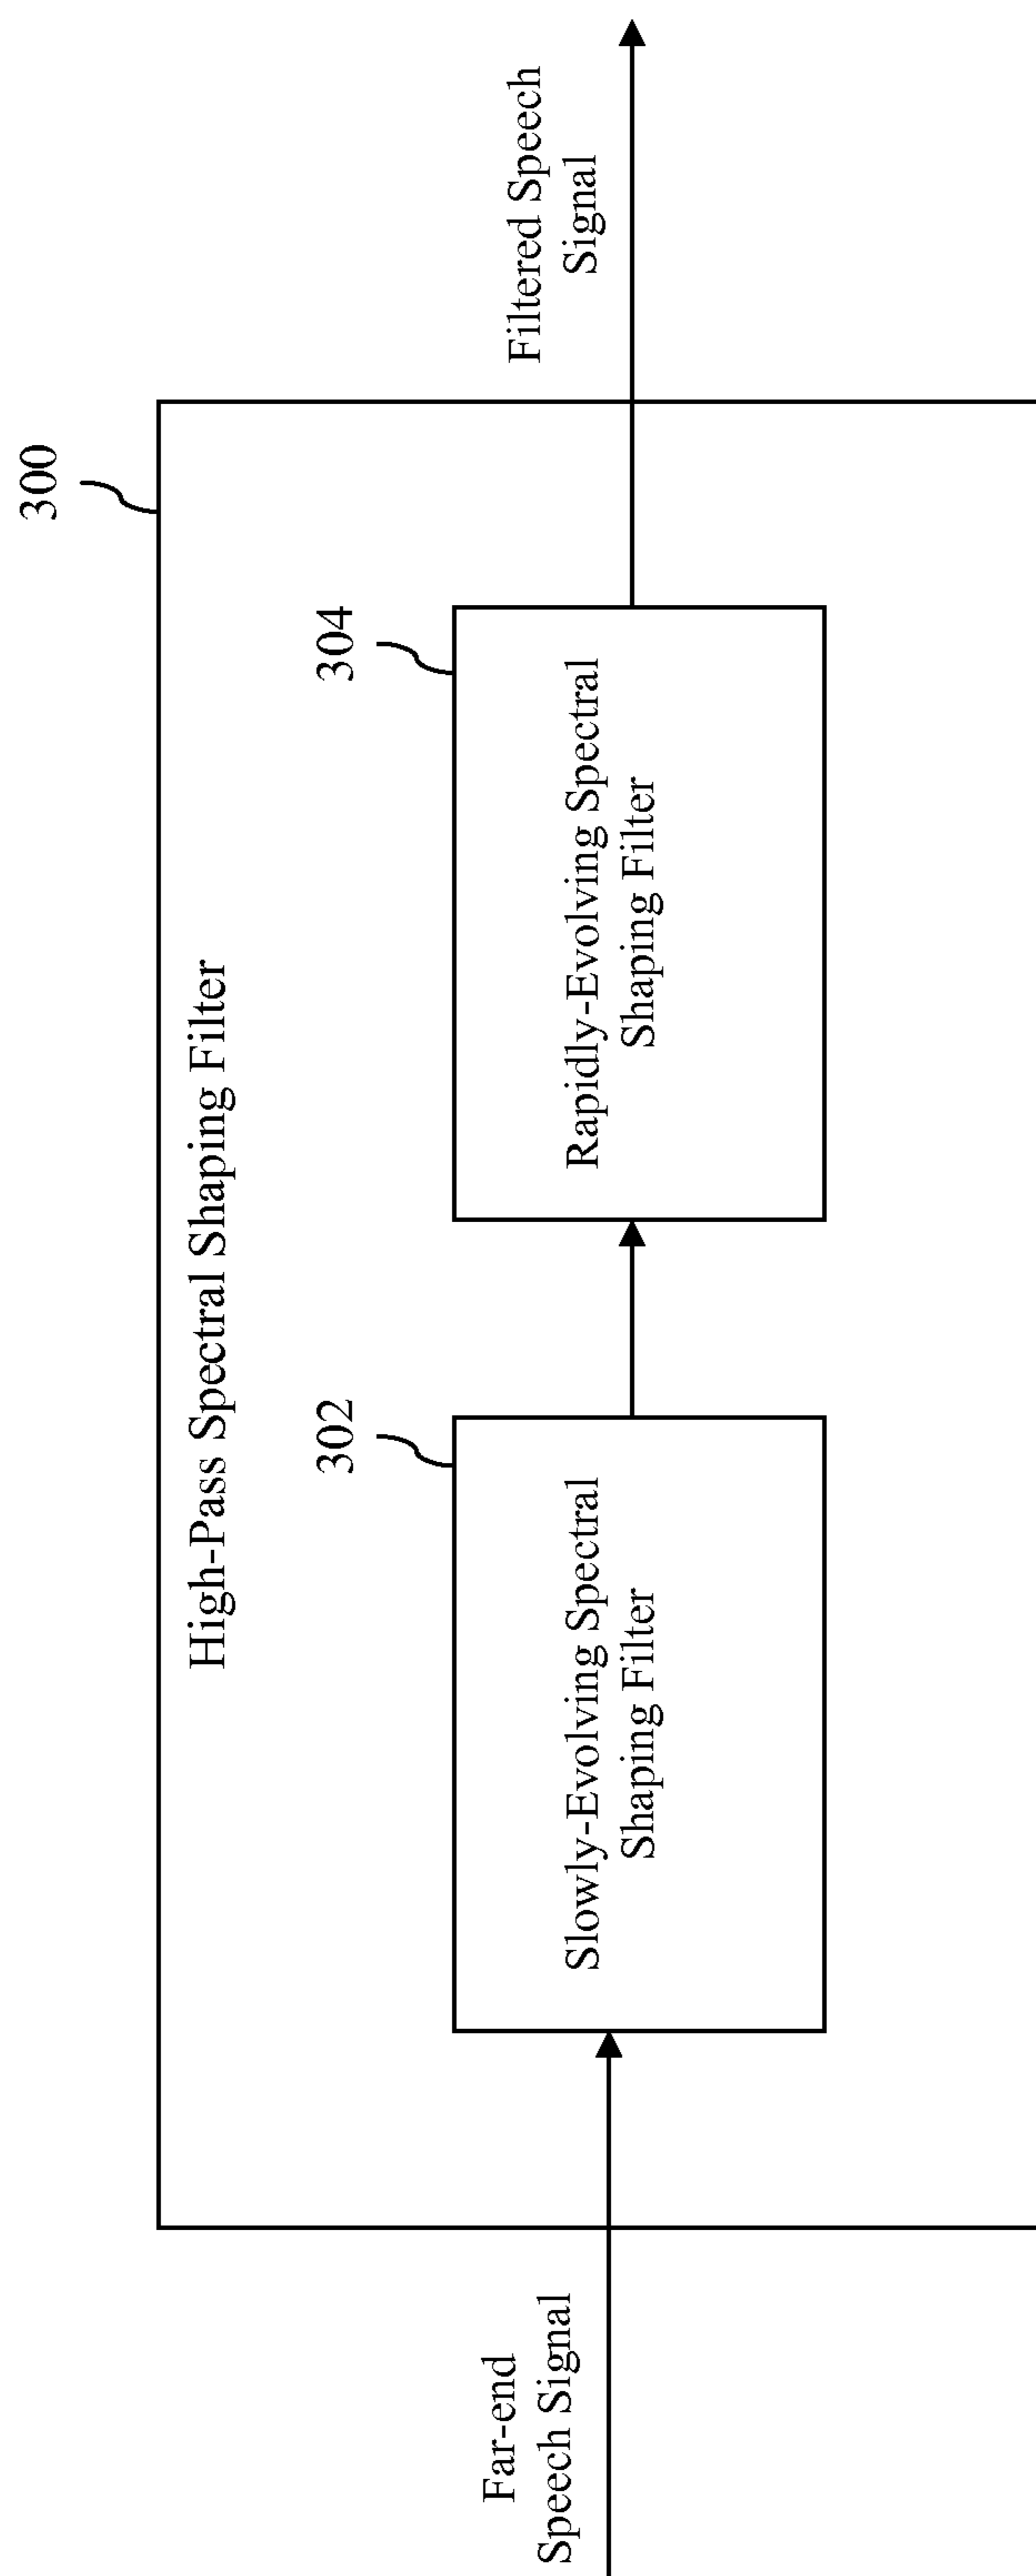 300
High-Pass Spectral Shaping Filter
302
304
Far-end
Speech Signal
Slowly-Evolving Spectral
Shaping Filter
Rapidly-Evolving Spectral
Shaping Filter
Filtered Speech
Signal